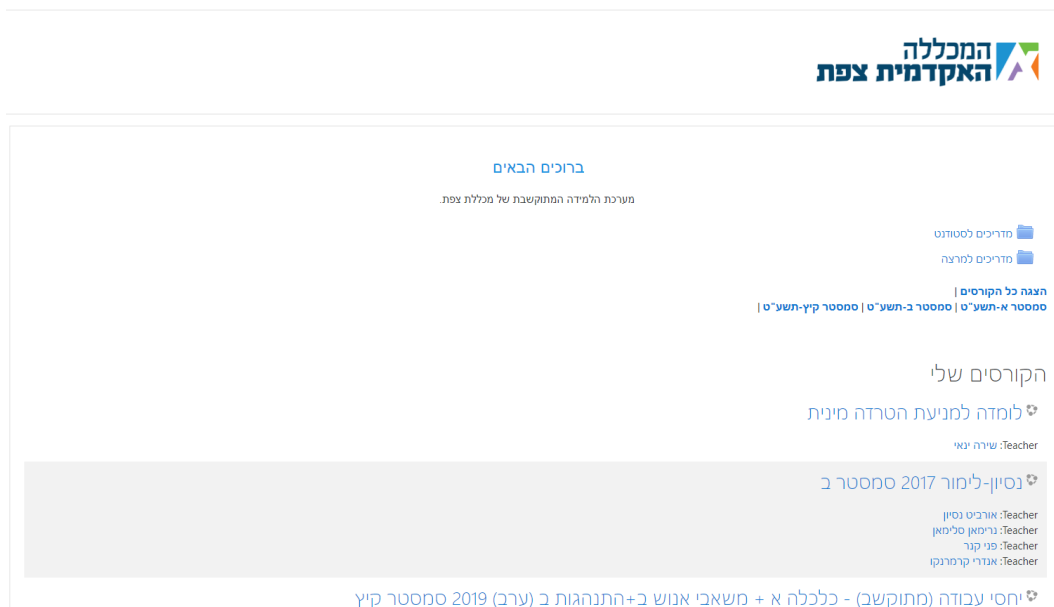 המכללה
האקדמית צפת
ברוכים הבאים
מערכת הלמידה המתוקשבת של מכללת צפת.
מדריכים לסטודנט
מדריכים למרצה
הצגה כל הקורסים |
סמסטר א-תשע"ט | סמסטר ב-תשע"ט | סמסטר קיץ-תשע"ט |
הקורסים שלי
לומדה למניעת הטרדה מינית
Teacher: שירה ינאי
נסיון-לימור 2017 סמסטר ב
Teacher: אורביט נסיון
Teacher: נרימאן סלימאן
Teacher: פני קנר
Teacher: אנדרי קרמרנקו
יחסי עבודה (מתוקשב) - כלכלה א + משאבי אנוש ב+התנהגות ב (ערב) 2019 סמסטר קיץ